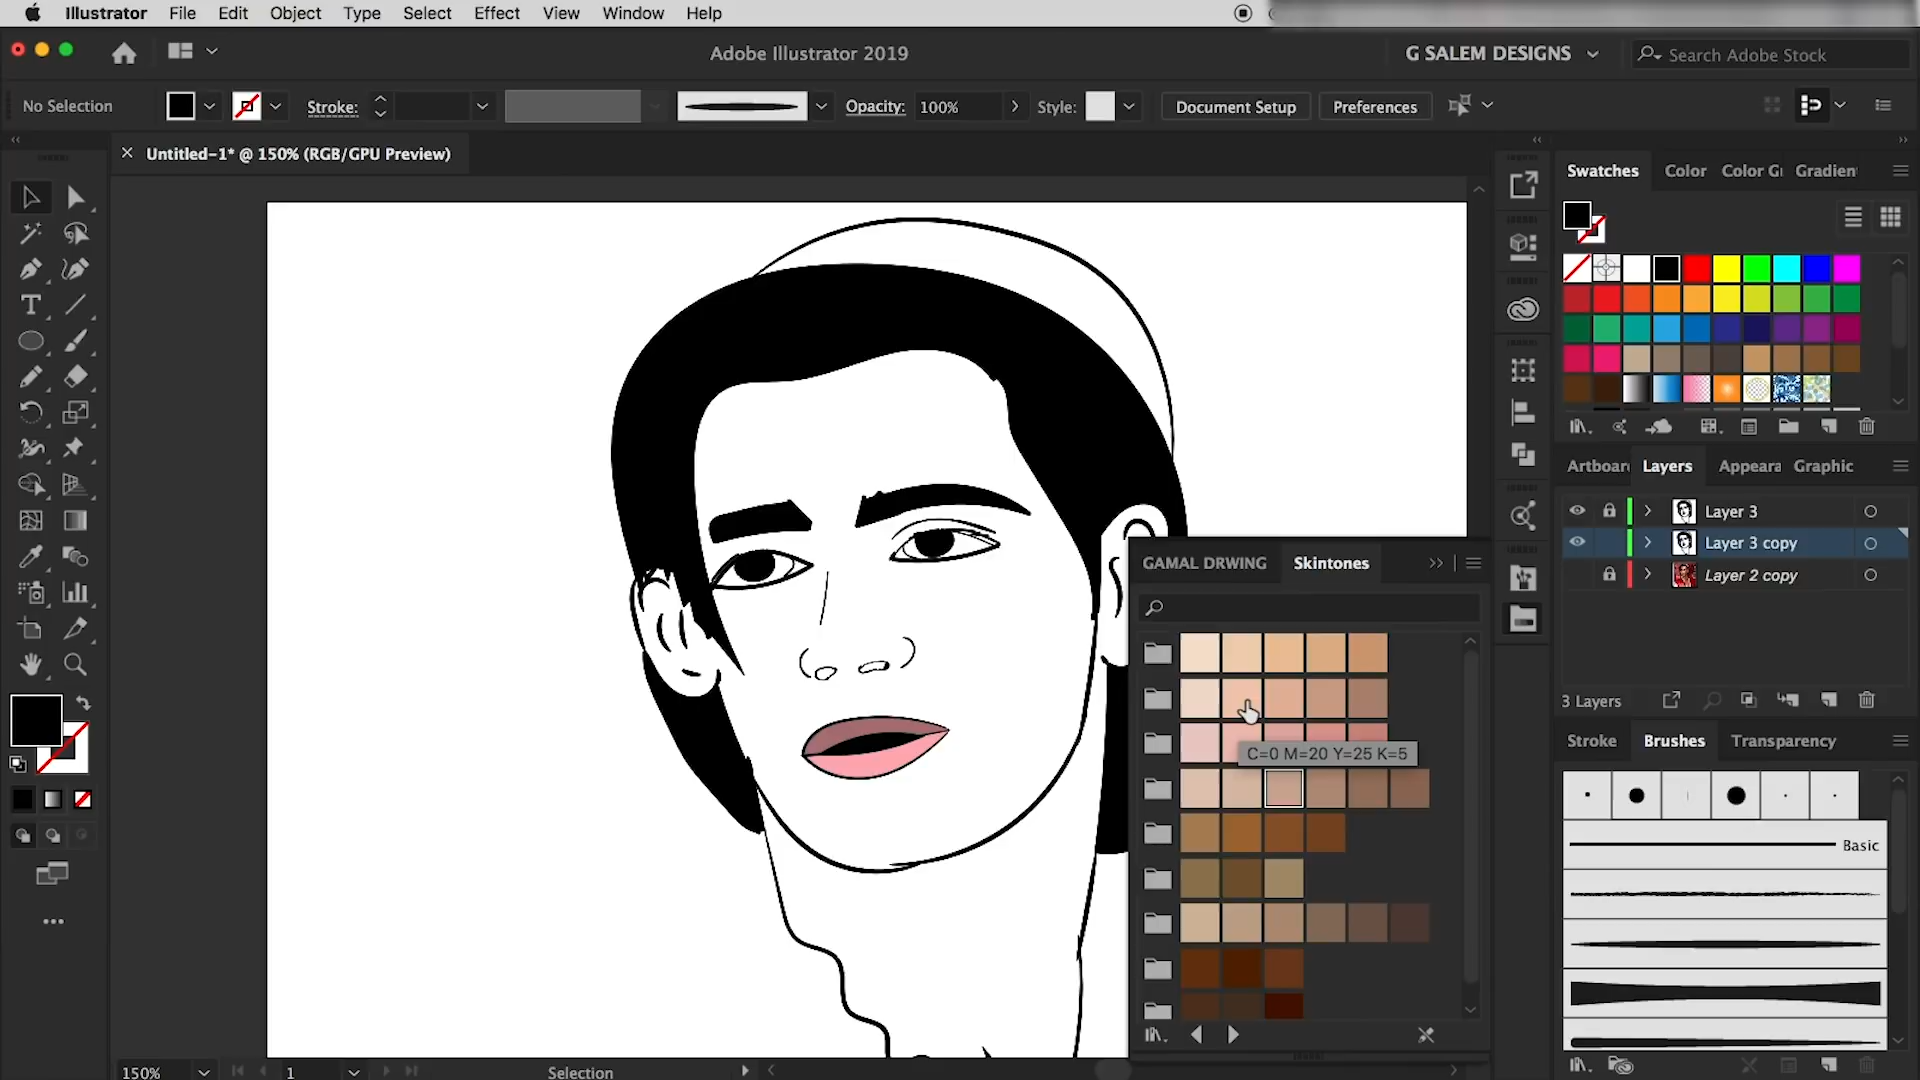 Illustrator File Edit Object Type Select Effect View Window Help
Adobe Illustrator 2019
G SALEM DESIGNS
Search Adobe Stock
No Selection
Stroke:
Opacity: 100%
Style:
Document Setup
Preferences
Untitled-1* @ 150% (RGB/GPU Preview)
Swatches Color Color Gi Gradien
Artboar Layers Appeara Graphic
Layer 3
Layer 3 copy
Layer 2 copy
3 Layers
GAMAL DRWING Skintones
C=0 M=20 Y=25 K=5
Stroke Brushes Transparency
Basic
150%
1
Selection